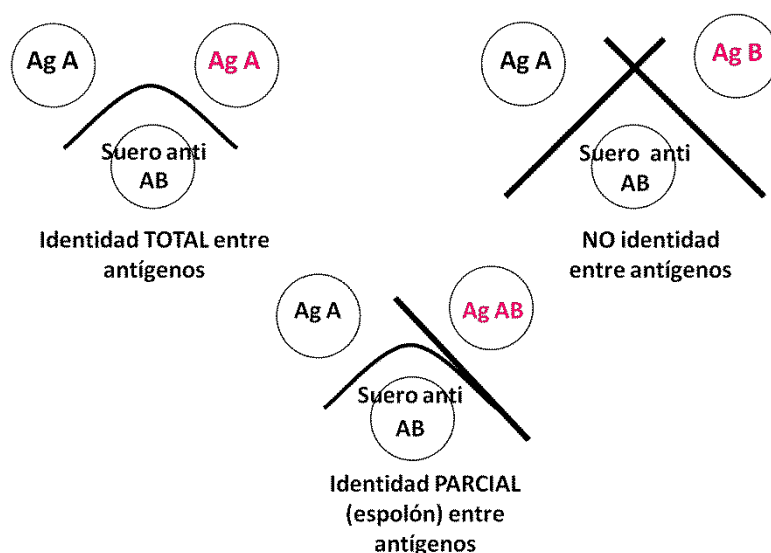 Ag A
Ag A
Suero anti
AB
Identidad TOTAL entre
antígenos
Ag A
Ag B
Suero anti
AB
NO identidad
entre antígenos
Ag A
Ag AB
Suero anti
AB
Identidad PARCIAL
(espolón) entre
antígenos